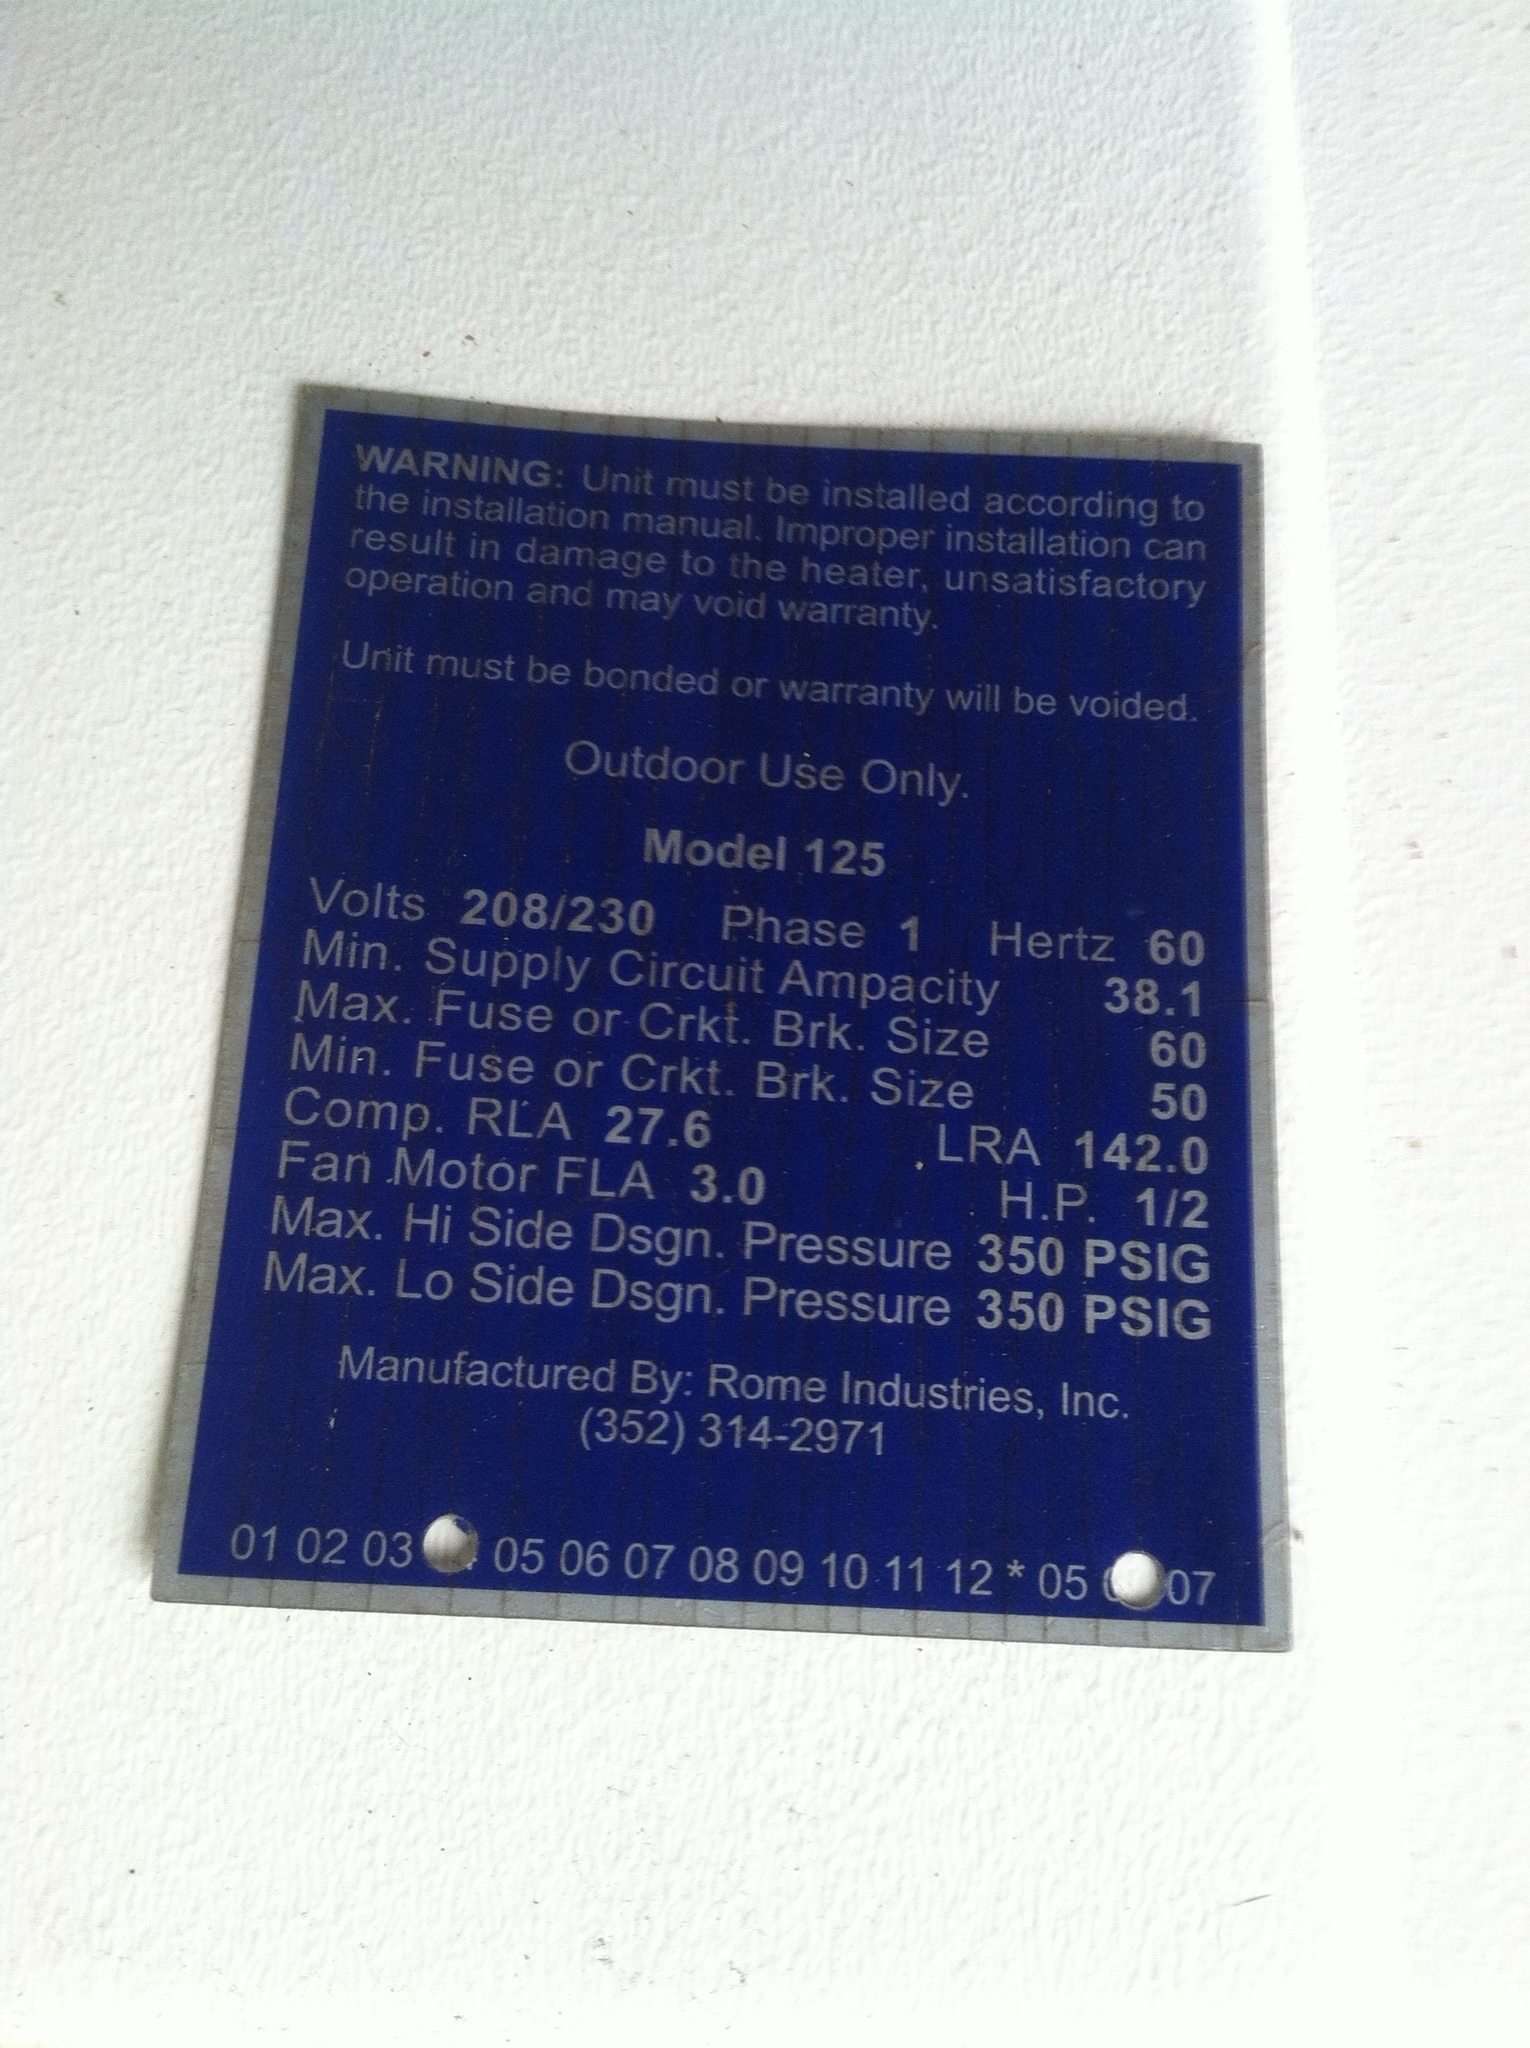 WARNING: Unit must be installed according to
the installation manual. Improper installation can
result in damage to the heater, unsatisfactory
operation and may void warranty.
Unit must be bonded or warranty will be voided.
Outdoor Use Only.
Model 125
Volts 208/230 Phase 1 Hertz 60
Min. Supply Circuit Ampacity 38.1
Max. Fuse or Crkt. Brk. Size 60
Min. Fuse or Crkt. Brk. Size 50
Comp. RLA 27.6 LRA 142.0
Fan Motor FLA 3.0 H.P. 1/2
Max. Hi Side Dsgn. Pressure 350 PSIG
Max. Lo Side Dsgn. Pressure 350 PSIG
Manufactured By: Rome Industries, Inc.
(352) 314-2971
01 02 03 05 06 07 08 09 10 11 12 * 05 07